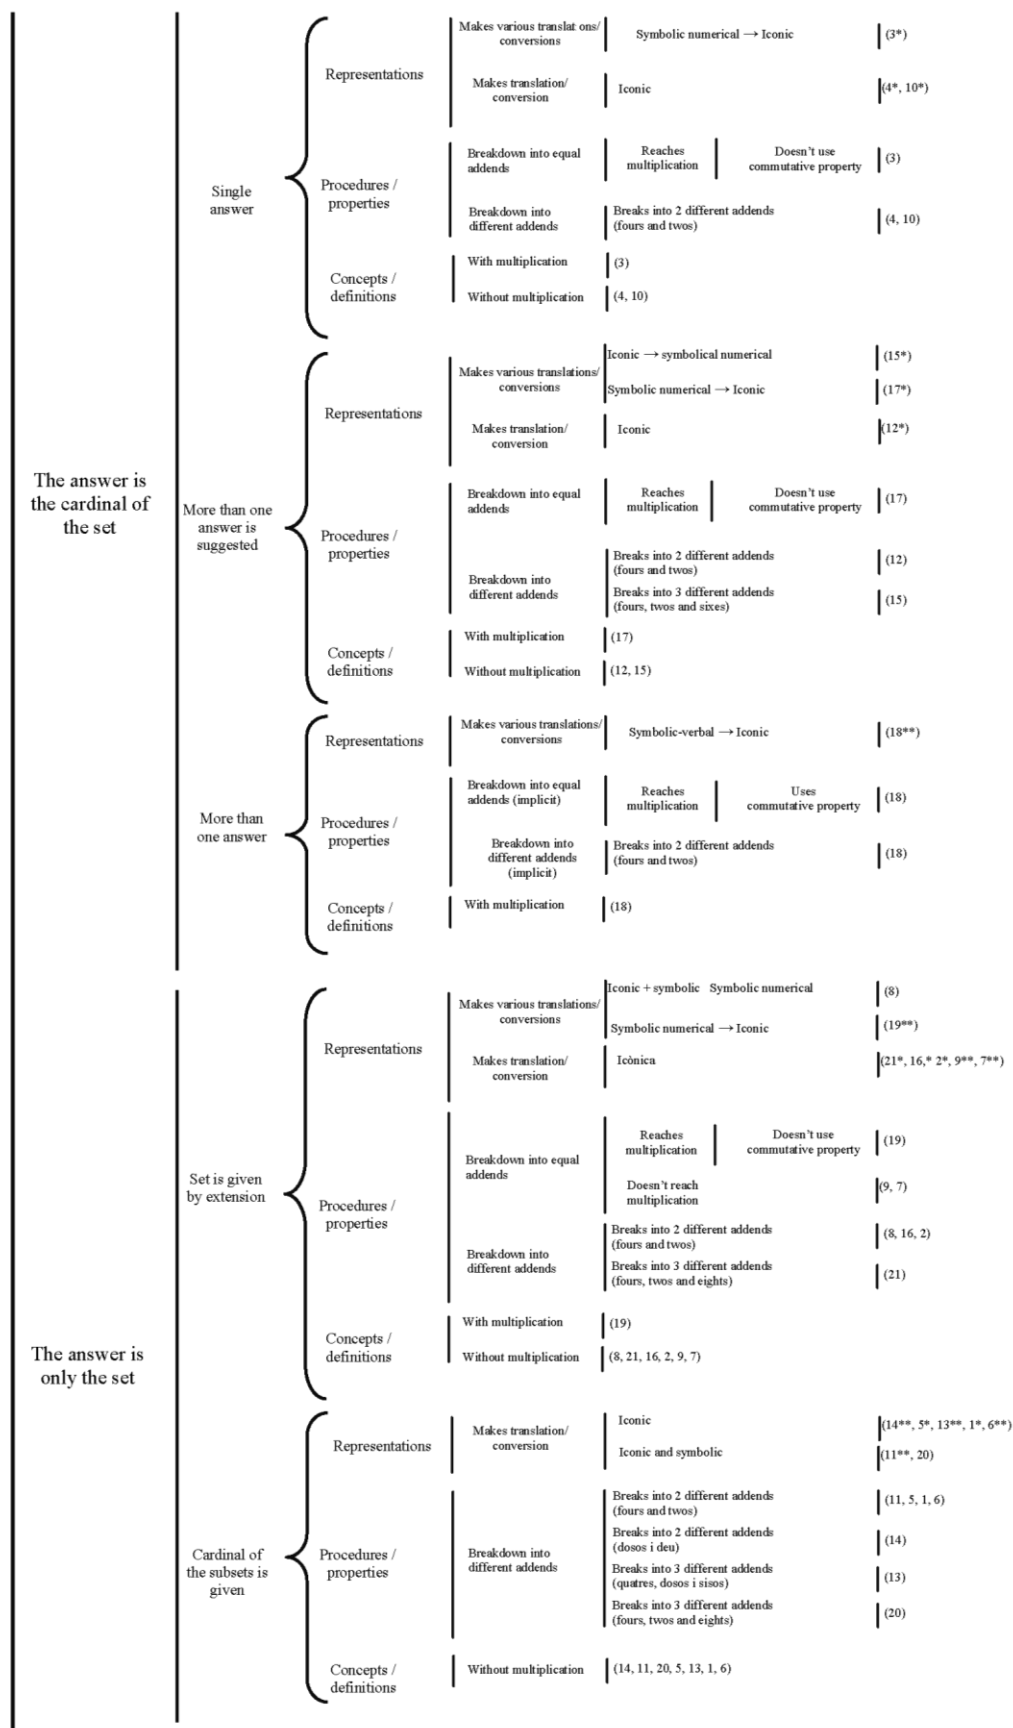 The answer is
the cardinal of
the set
Single
answer
Representations
Makes various translat ons/
conversions
Symbolic numerical → Iconic
(3*)
Makes translation/
conversion
Iconic
(4*, 10*)
Procedures /
properties
Breakdown into equal
addends
Reaches
multiplication
Doesn't use
commutative property
(3)
Breakdown into
different addends
Breaks into 2 different addends
(fours and twos)
(4, 10)
Concepts /
definitions
With multiplication
(3)
Without multiplication
(4, 10)
More than one
answer is
suggested
Representations
Makes various translations/
conversions
Iconic → symbolical numerical
(15*)
Symbolic numerical → Iconic
(17*)
Makes translation/
conversion
Iconic
(12*)
Procedures /
properties
Breakdown into equal
addends
Reaches
multiplication
Doesn't use
commutative property
(17)
Breakdown into
different addends
Breaks into 2 different addends
(fours and twos)
(12)
Breaks into 3 different addends
(fours, twos and sixes)
(15)
Concepts /
definitions
With multiplication
(17)
Without multiplication
(12, 15)
More than
one answer
Representations
Makes various translations/
conversions
Symbolic-verbal → Iconic
(18**)
Procedures /
properties
Breakdown into equal
addends (implicit)
Reaches
multiplication
Uses
commutative property
(18)
Breakdown into
different addends
(implicit)
Breaks into 2 different addends
(fours and twos)
(18)
Concepts /
definitions
With multiplication
(18)
The answer is
only the set
Set is given
by extension
Representations
Makes various translations/
conversions
Iconic + symbolic Symbolic numerical
(8)
Symbolic numerical → Iconic
(19**)
Makes translation/
conversion
Icònica
(21*, 16,* 2*, 9**, 7**)
Procedures /
properties
Breakdown into equal
addends
Reaches
multiplication
Doesn't use
commutative property
(19)
Doesn't reach
multiplication
(9, 7)
Breakdown into
different addends
Breaks into 2 different addends
(fours and twos)
(8, 16, 2)
Breaks into 3 different addends
(fours, twos and eights)
(21)
Concepts /
definitions
With multiplication
(19)
Without multiplication
(8, 21, 16, 2, 9, 7)
Cardinal of
the subsets is
given
Representations
Makes translation/
conversion
Iconic
(14**, 5*, 13**, 1*, 6**)
Iconic and symbolic
(11**, 20)
Procedures /
properties
Breakdown into
different addends
Breaks into 2 different addends
(fours and twos)
(11, 5, 1, 6)
Breaks into 2 different addends
(dosos i deu)
(14)
Breaks into 3 different addends
(quatres, dosos i sisos)
(13)
Breaks into 3 different addends
(fours, twos and eights)
(20)
Concepts /
definitions
Without multiplication
(14, 11, 20, 5, 13, 1, 6)